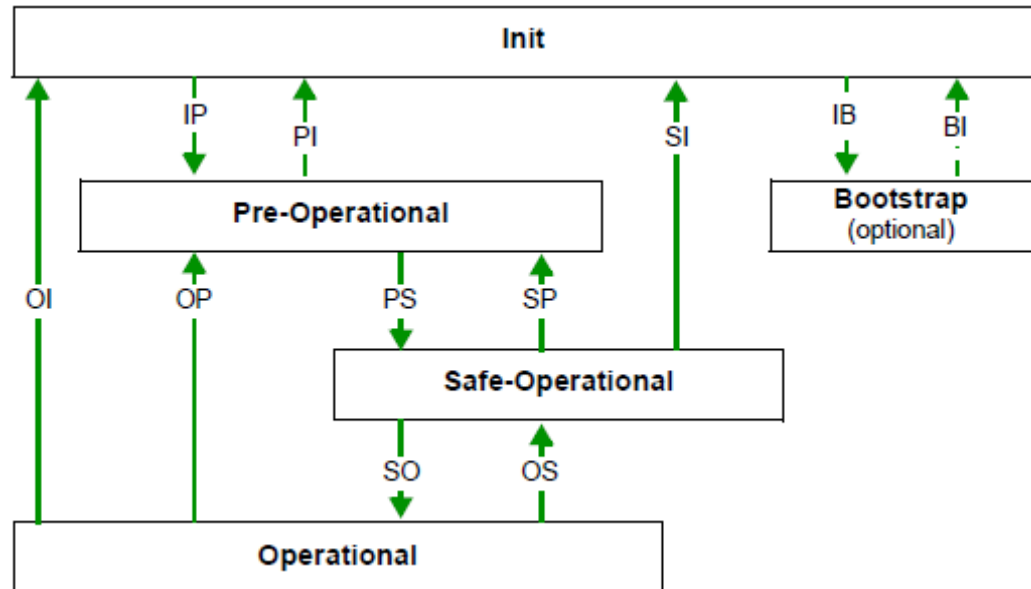 Init
IP
PI
SI
IB
BI
Pre-Operational
Bootstrap
(optional)
OI
OP
PS
SP
Safe-Operational
SO
OS
Operational